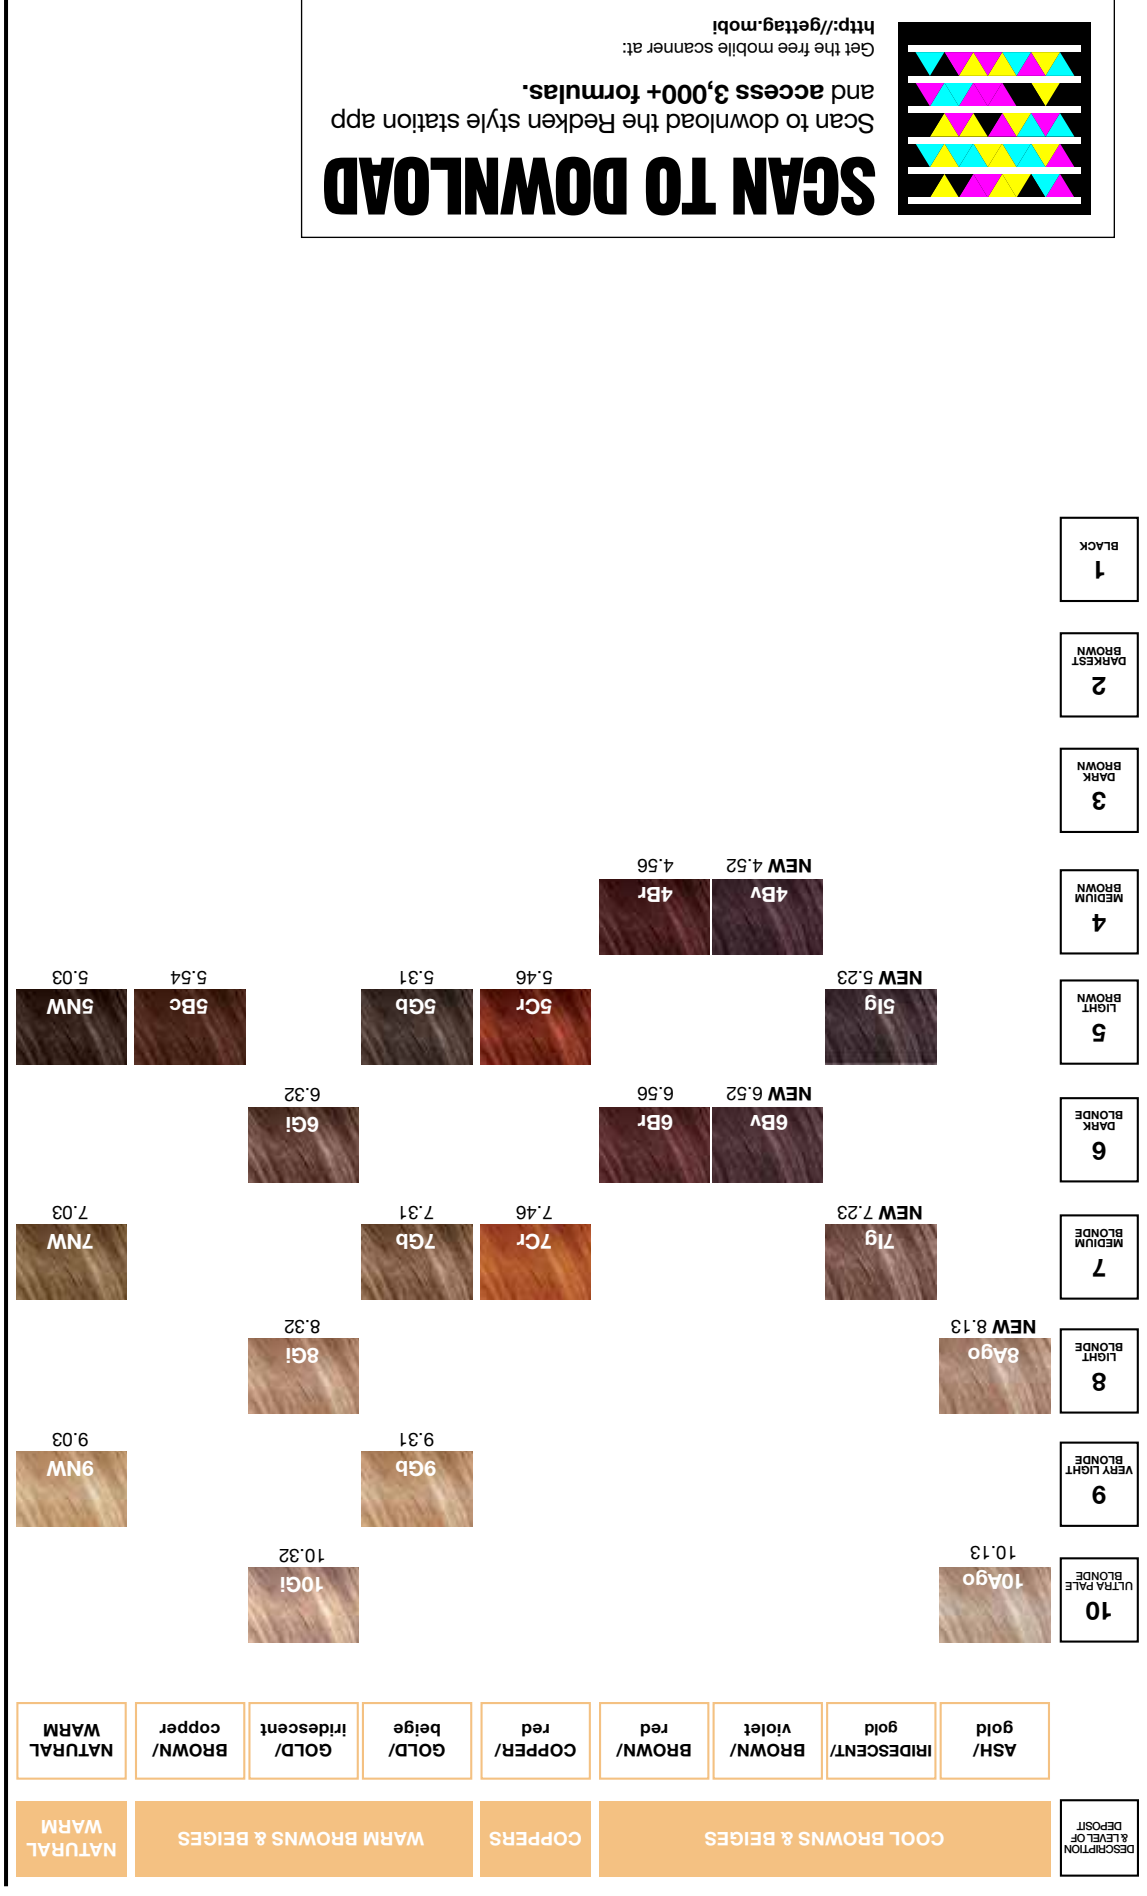 DESCRIPTION
& LEVEL OF
DEPOSIT
COOL BROWNS & BEIGES
COPPERS
WARM BROWNS & BEIGES
NATURAL
WARM
ASH/
gold
IRIDESCENT/
gold
BROWN/
violet
BROWN/
red
COPPER/
red
GOLD/
beige
GOLD/
iridescent
BROWN/
copper
NATURAL
WARM
10
ULTRA PALE
BLONDE
10Ago
10.13
10Gi
10.32
9
VERY LIGHT
BLONDE
9Gb
9.31
9NW
9.03
8
LIGHT
BLONDE
8Ago
NEW 8.13
8Gi
8.32
7
MEDIUM
BLONDE
7Ig
NEW 7.23
7Cr
7.46
7Gb
7.31
7NW
7.03
6
DARK
BLONDE
6Bv
NEW 6.52
6Br
6.56
6Gi
6.32
5
LIGHT
BROWN
5Ig
NEW 5.23
5Cr
5.46
5Gb
5.31
5Bc
5.54
5NW
5.03
4
MEDIUM
BROWN
4Bv
NEW 4.52
4Br
4.56
3
DARK
BROWN
2
DARKEST
BROWN
1
BLACK
SCAN TO DOWNLOAD
Scan to download the Redken style station app
and access 3,000+ formulas.
Get the free mobile scanner at:
http://gettag.mobi